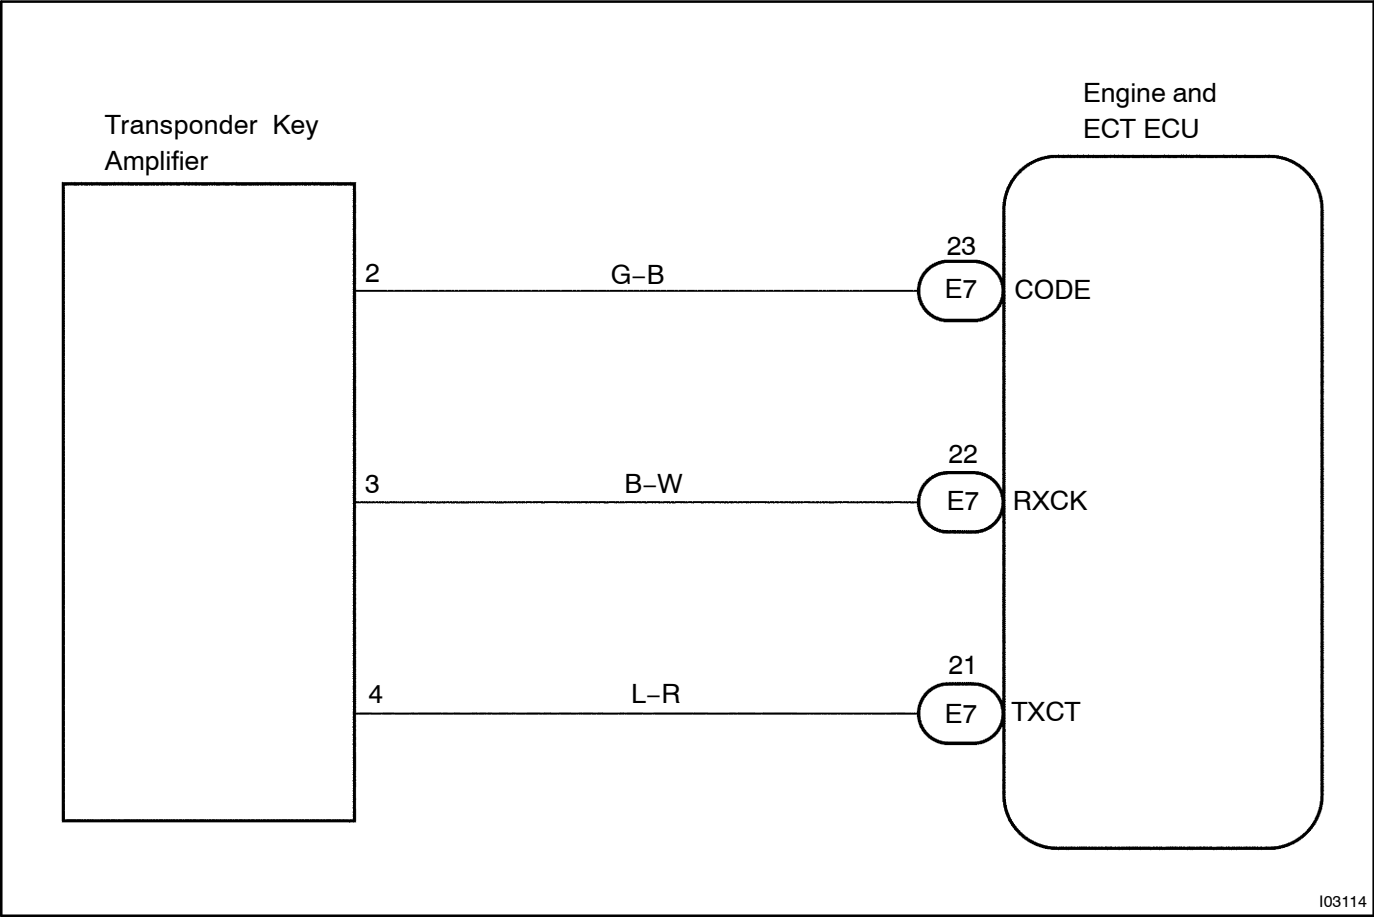 Engine and
ECT ECU
Transponder Key
Amplifier
2 G–B 23
E7 CODE
3 B–W 22
E7 RXCK
4 L–R 21
E7 TXCT
I03114